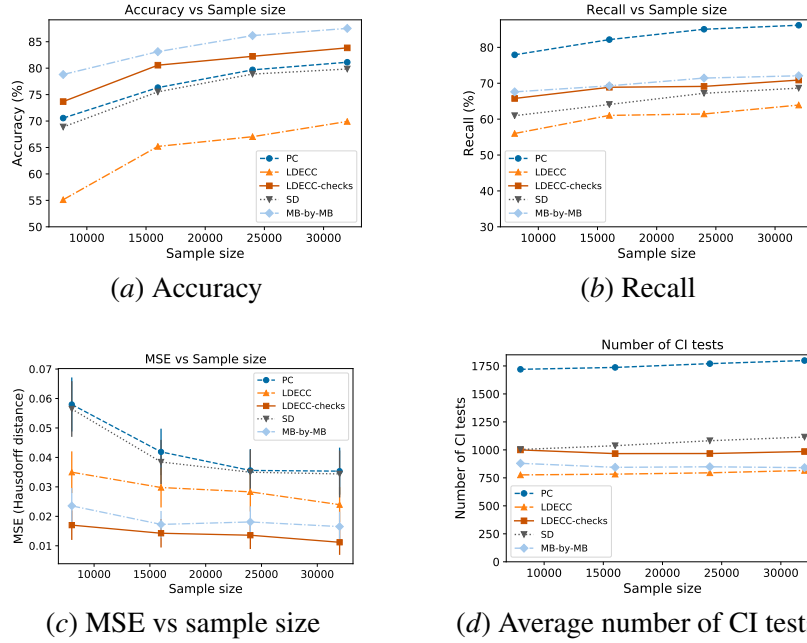 Accuracy vs Sample size
Accuracy (%)
85
80
75
70
65
60
55
50
PC
LDECC
LDECC-checks
SD
MB-by-MB
10000 15000 20000 25000 30000
Sample size
(a) Accuracy
Recall vs Sample size
Recall (%)
80
70
60
50
40
30
PC
LDECC
LDECC-checks
SD
MB-by-MB
10000 15000 20000 25000 30000
Sample size
(b) Recall
MSE vs Sample size
MSE (Hausdorff distance)
0.07
0.06
0.05
0.04
0.03
0.02
0.01
PC
LDECC
LDECC-checks
SD
MB-by-MB
10000 15000 20000 25000 30000
Sample size
(c) MSE vs sample size
Number of CI tests
Number of CI tests
1750
1500
1250
1000
750
500
250
0
PC
LDECC
LDECC-checks
SD
MB-by-MB
10000 15000 20000 25000 30000
Sample size
(d) Average number of CI test